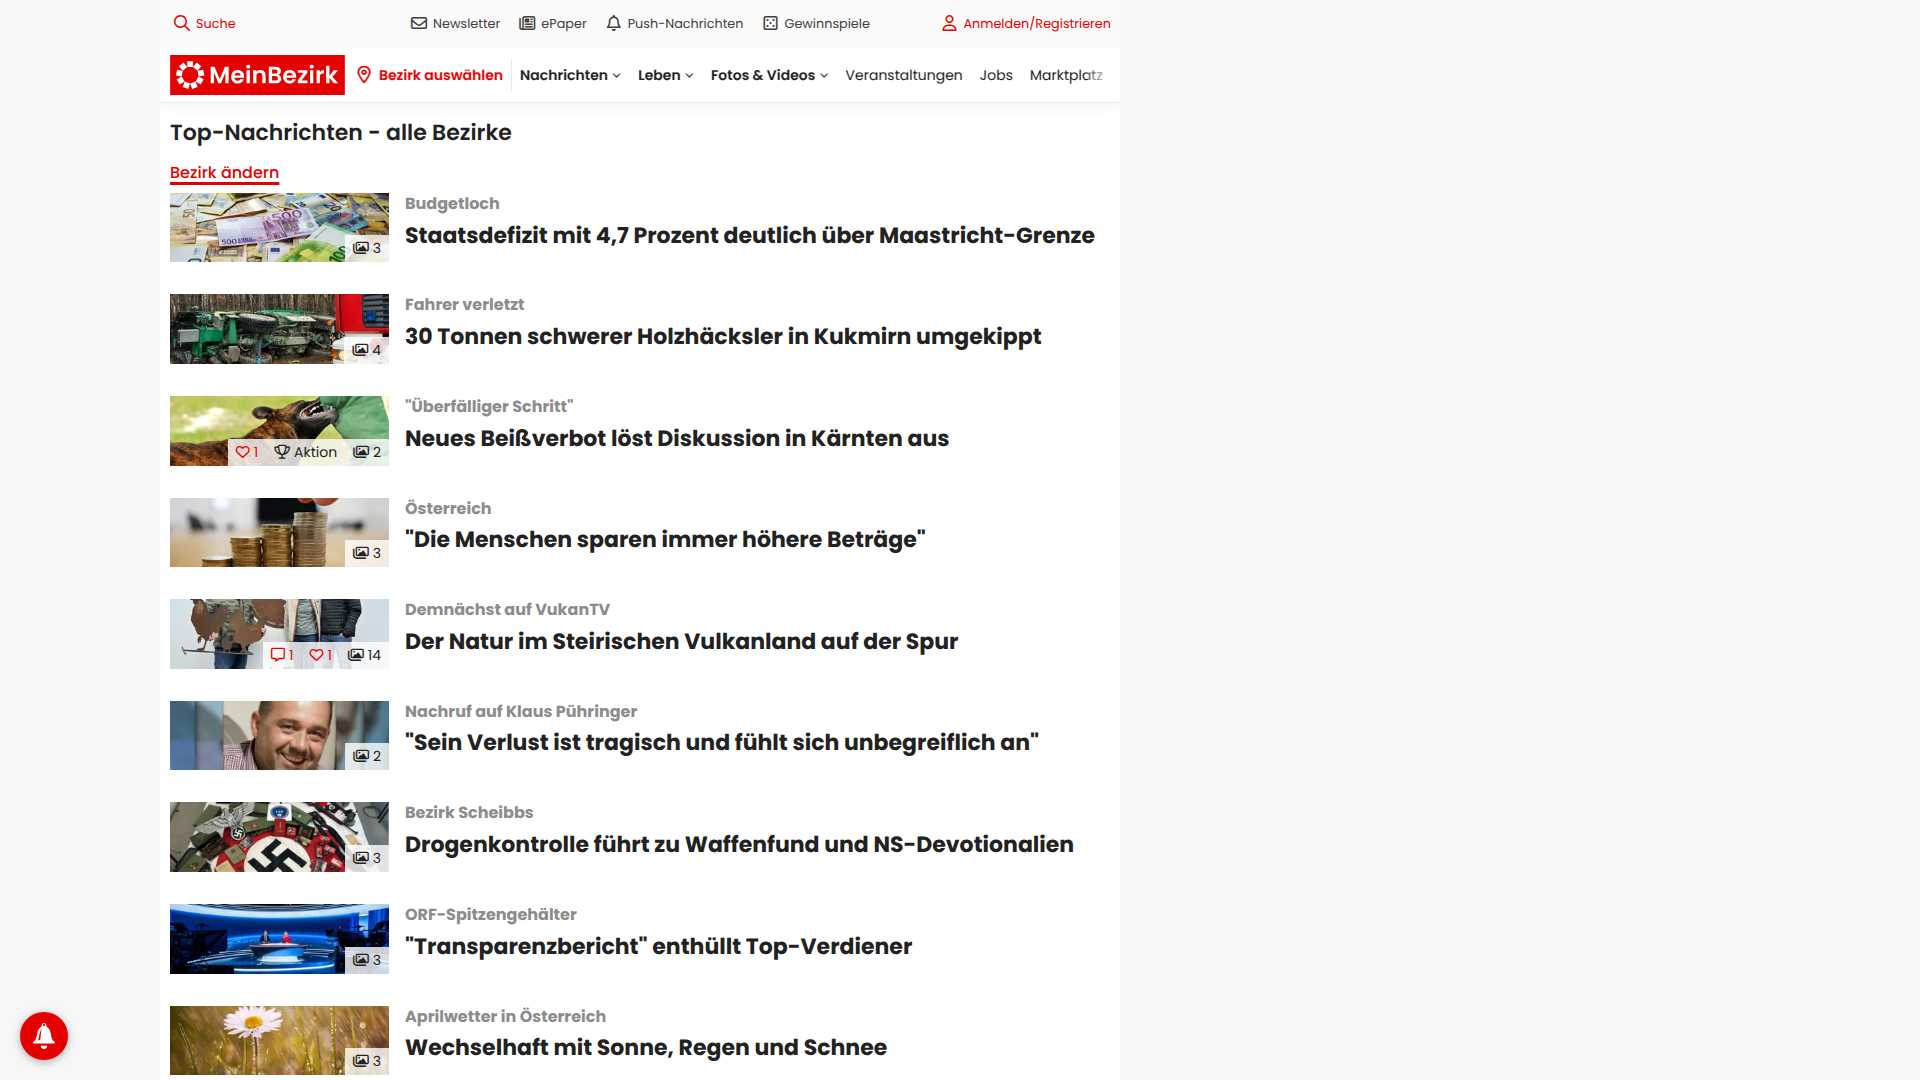 Suche
Newsletter
ePaper
Push-Nachrichten
Gewinnspiele
Anmelden/Registrieren
MeinBezirk
Bezirk auswählen
Nachrichten
Leben
Fotos & Videos
Veranstaltungen
Jobs
Marktplatz
Top-Nachrichten - alle Bezirke
Bezirk ändern
3
Budgetloch
Staatsdefizit mit 4,7 Prozent deutlich über Maastricht-Grenze
4
Fahrer verletzt
30 Tonnen schwerer Holzhäcksler in Kukmirn umgekippt
1 Aktion 2
"Überfälliger Schritt"
Neues Beißverbot löst Diskussion in Kärnten aus
3
Österreich
"Die Menschen sparen immer höhere Beträge"
1 1 14
Demnächst auf VukanTV
Der Natur im Steirischen Vulkanland auf der Spur
2
Nachruf auf Klaus Pühringer
"Sein Verlust ist tragisch und fühlt sich unbegreiflich an"
3
Bezirk Scheibbs
Drogenkontrolle führt zu Waffenfund und NS-Devotionalien
3
ORF-Spitzengehälter
"Transparenzbericht" enthüllt Top-Verdiener
3
Aprilwetter in Österreich
Wechselhaft mit Sonne, Regen und Schnee